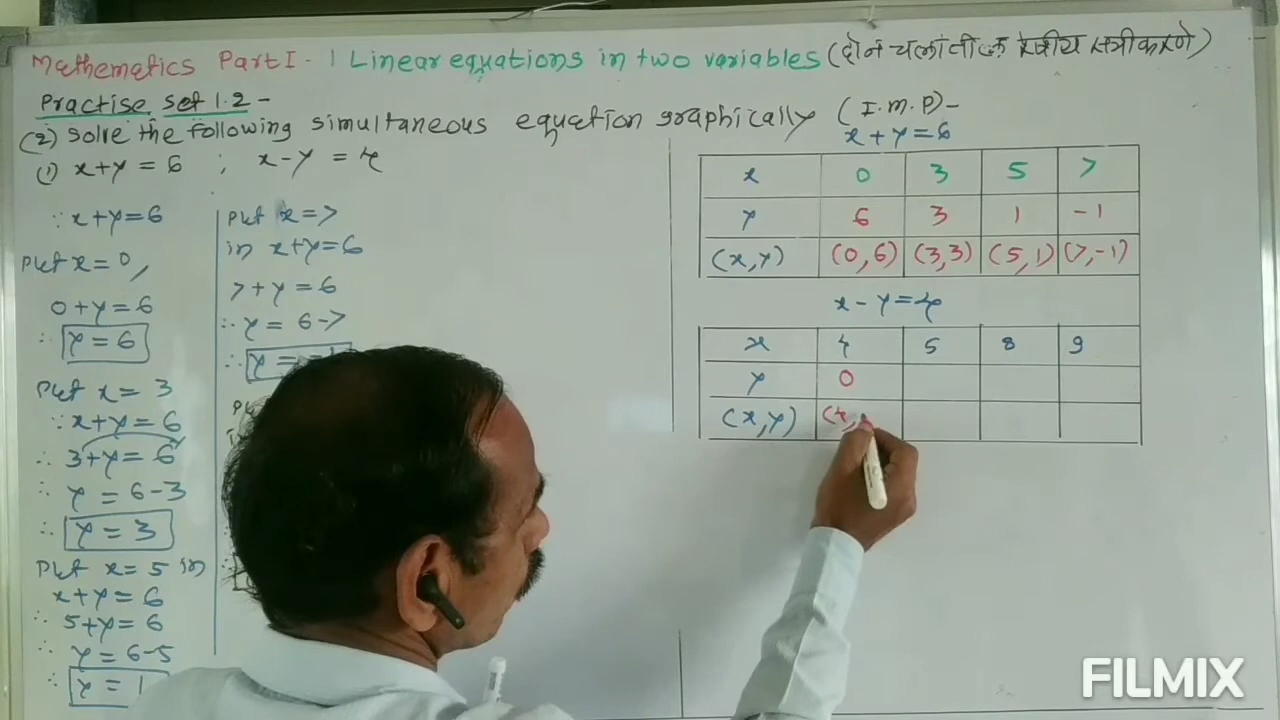 Mathematics Part I - 1 Linear equations in two variables (दोन चलांतील रेषीय समीकरणे)
Practise Set 1.2 -
(2) Solve the following simultaneous equation graphically (I.M.P) -
(1) x+y = 6 ; x-y = 4
∵ x+y=6
Put x=0,
0+y=6
∴ y=6
Put x= 3
∵ x+y=6
∴ 3+y=6
∴ y=6-3
∴ y=3
Put x=5 in
x+y=6
∴ 5+y=6
∴ y=6-5
∴ y=1
Put x=7
in x+y=6
7+y=6
∴ y=6-7
∴ y=-1
x+y=6
x 0 3 5 7
y 6 3 1 -1
(x,y) (0,6) (3,3) (5,1) (7,-1)
x-y=4
x 4 5 8 9
y 0
(x,y) (4,
FILMIX